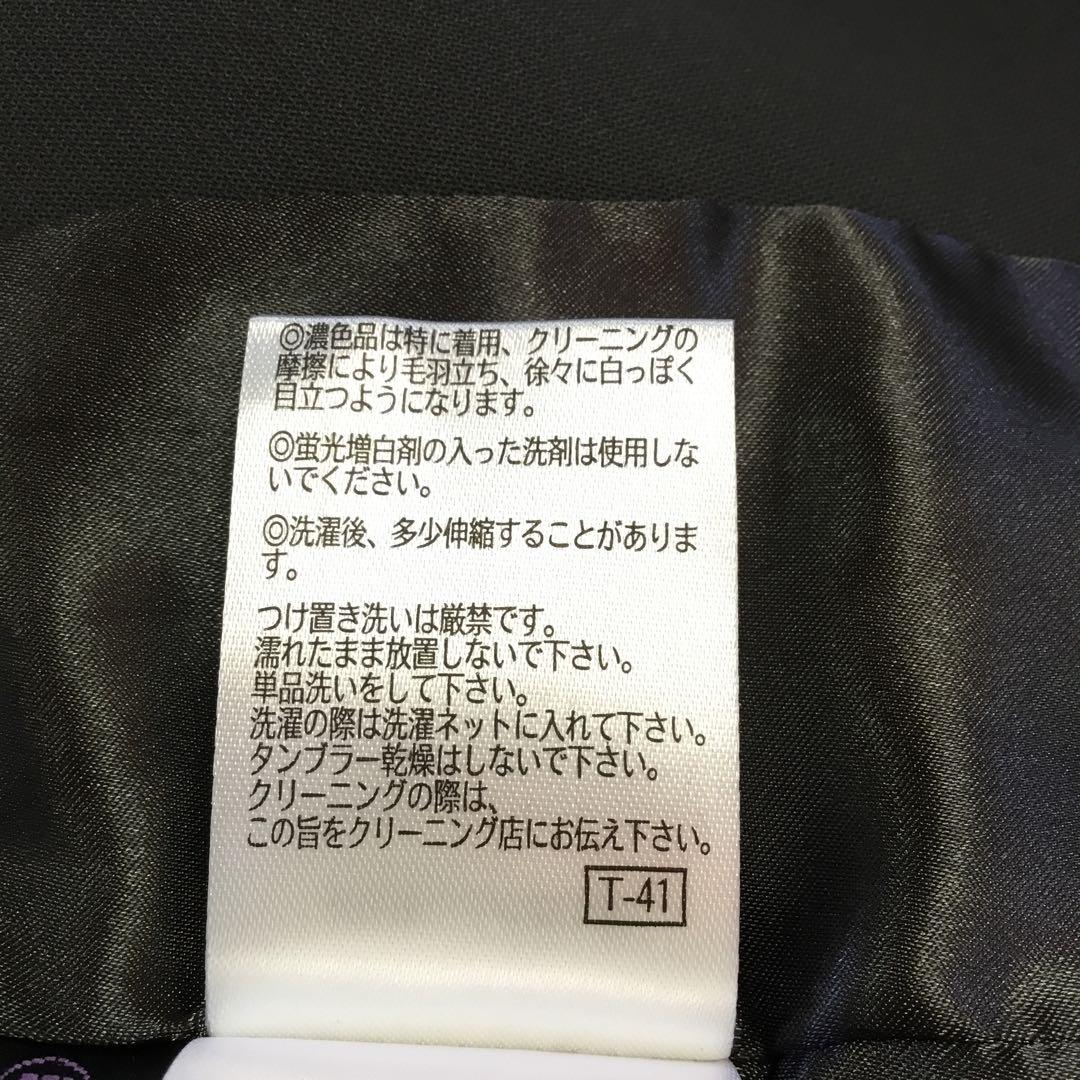 ◎濃色品は特に着用、クリーニングの
摩擦により毛羽立ち、徐々に白っぽく
目立つようになります。
◎蛍光増白剤の入った洗剤は使用しな
いでください。
◎洗濯後、多少伸縮することがありま
す。
つけ置き洗いは厳禁です。
濡れたまま放置しないで下さい。
単品洗いをして下さい。
洗濯の際は洗濯ネットに入れて下さい。
タンブラー乾燥はしないで下さい。
クリーニングの際は、
この旨をクリーニング店にお伝え下さい。
T-41